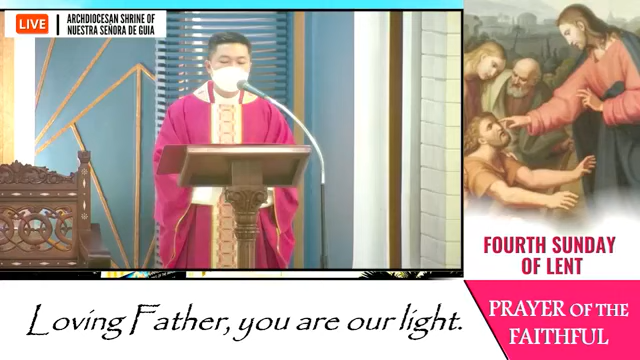 LIVE
ARCHDIOCESAN SHRINE OF
NUESTRA SEÑORA DE GUIA
FOURTH SUNDAY
OF LENT
Loving Father, you are our light.
PRAYER OF THE
FAITHFUL